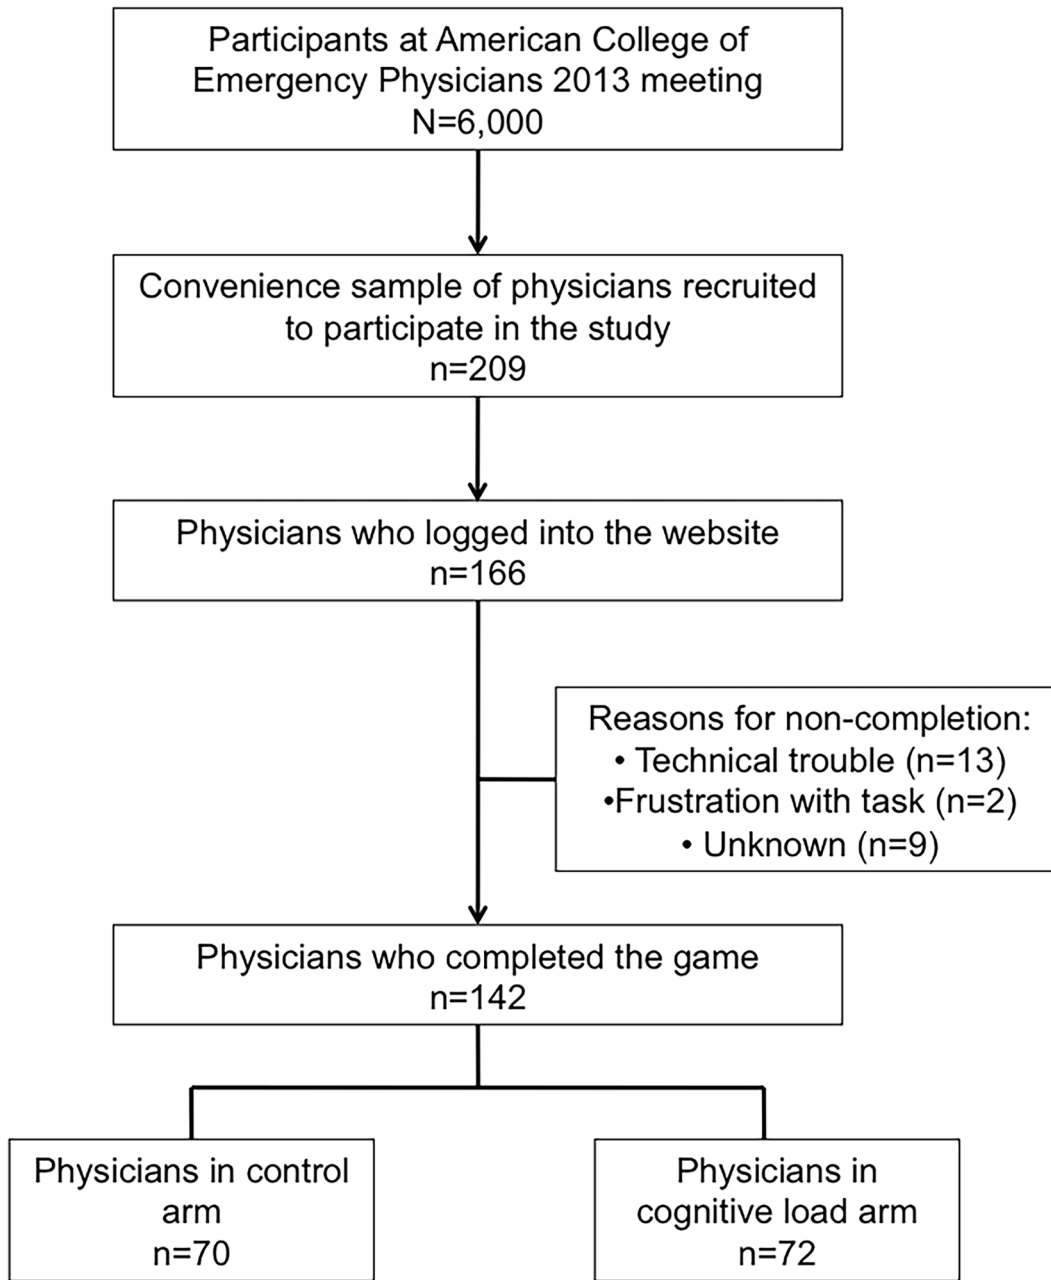 Participants at American College of
Emergency Physicians 2013 meeting
N=6,000
Convenience sample of physicians recruited
to participate in the study
n=209
Physicians who logged into the website
n=166
Reasons for non-completion:
• Technical trouble (n=13)
•Frustration with task (n=2)
• Unknown (n=9)
Physicians who completed the game
n=142
Physicians in control
arm
n=70
Physicians in
cognitive load arm
n=72